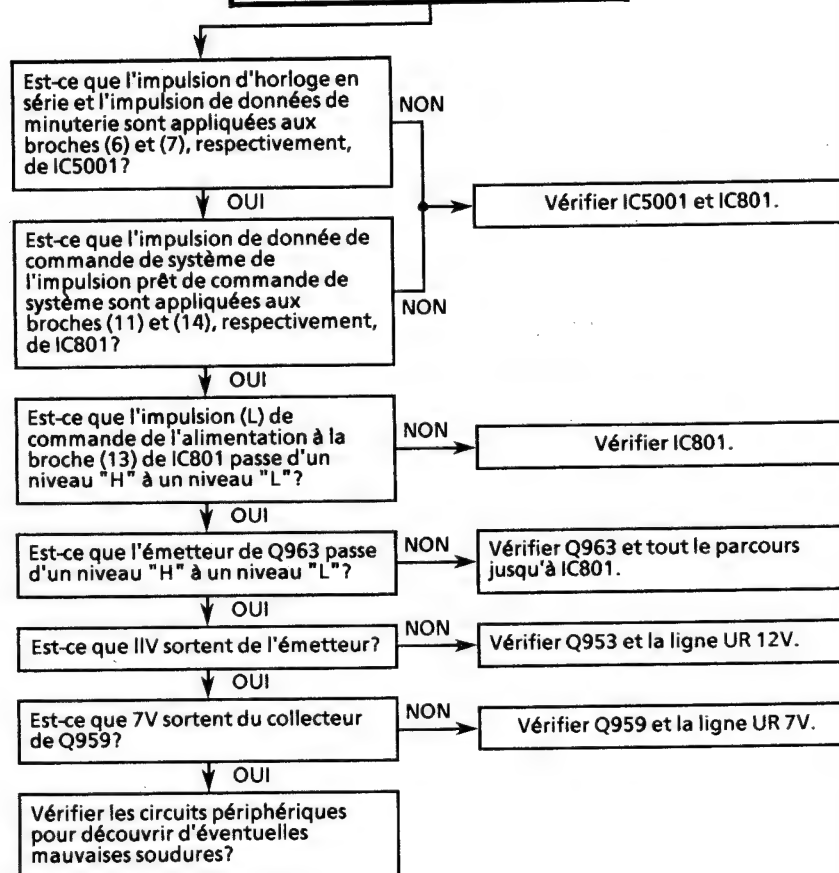 Est-ce que l'impulsion d'horloge en
série et l'impulsion de données de
minuterie sont appliquées aux
broches (6) et (7), respectivement,
de IC5001?
NON
OUI
Vérifier IC5001 et IC801.
Est-ce que l'impulsion de donnée de
commande de système de
l'impulsion prêt de commande de
système sont appliquées aux
broches (11) et (14), respectivement,
de IC801?
NON
OUI
Est-ce que l'impulsion (L) de
commande de l'alimentation à la
broche (13) de IC801 passe d'un
niveau "H" à un niveau "L"?
NON
Vérifier IC801.
OUI
Est-ce que l'émetteur de Q963 passe
d'un niveau "H" à un niveau "L"?
NON
Vérifier Q963 et tout le parcours
jusqu'à IC801.
OUI
Est-ce que IIV sortent de l'émetteur?
NON
Vérifier Q953 et la ligne UR 12V.
OUI
Est-ce que 7V sortent du collecteur
de Q959?
NON
Vérifier Q959 et la ligne UR 7V.
OUI
Vérifier les circuits périphériques
pour découvrir d'éventuelles
mauvaises soudures?